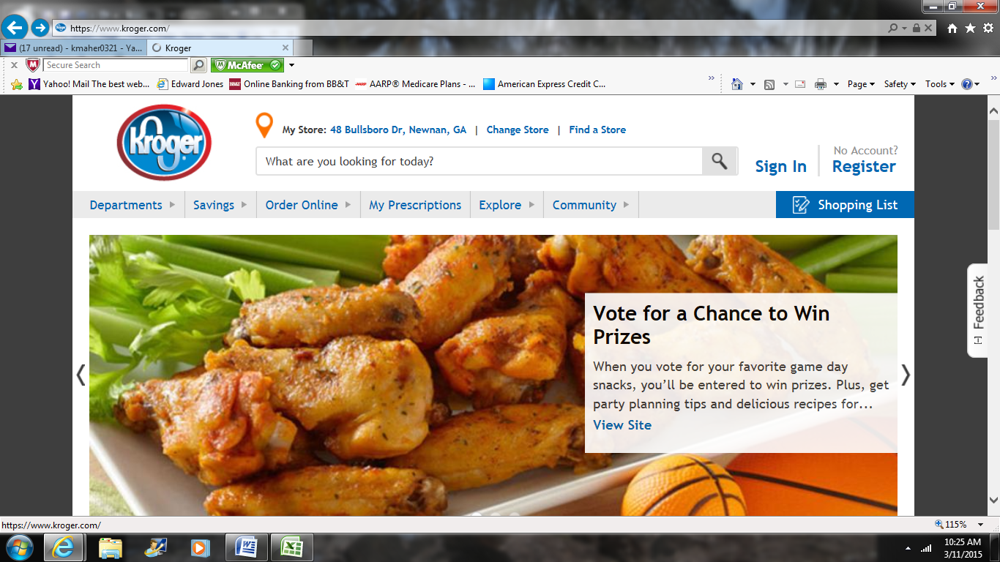 https://www.kroger.com/
(17 unread) - kmaher0321 - Ya...
Kroger
Secure Search
McAfee
Yahoo! Mail The best web...
Edward Jones
BB&T
Online Banking from BB&T
AARP
AARP® Medicare Plans - ...
American Express Credit C...
Page
Safety
Tools
Kroger
My Store: 48 Bullsboro Dr, Newnan, GA | Change Store | Find a Store
What are you looking for today?
Sign In
No Account?
Register
Departments
Savings
Order Online
My Prescriptions
Explore
Community
Shopping List
Vote for a Chance to Win
Prizes
When you vote for your favorite game day
snacks, you’ll be entered to win prizes. Plus, get
party planning tips and delicious recipes for...
View Site
[-] Feedback
https://www.kroger.com/
115%
10:25 AM
3/11/2015